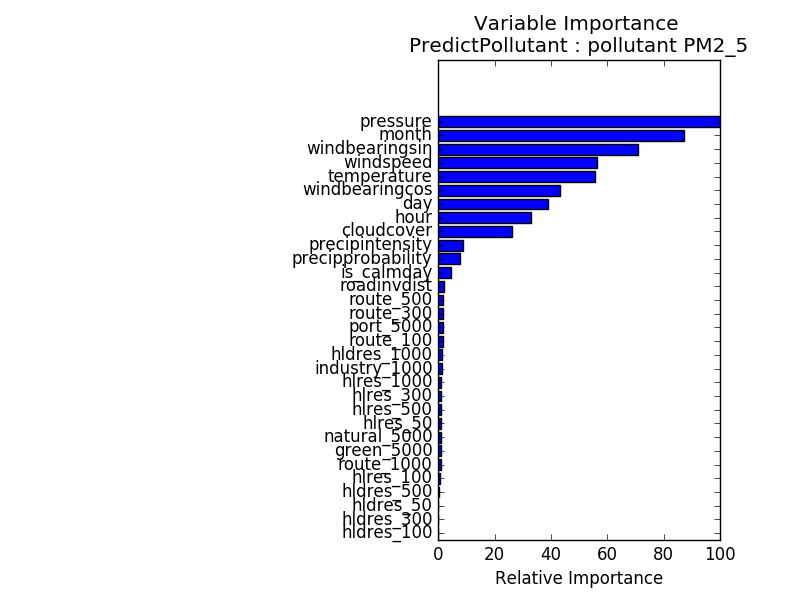 Variable Importance
PredictPollutant : pollutant PM2_5
pressure
month
windbearingsin
windspeed
temperature
windbearingcos
day
hour
cloudcover
precipintensity
precipprobability
is_calmday
roadinvdist
route_500
route_300
port_5000
route_100
hldres_1000
industry_1000
hlres_1000
hlres_300
hlres_500
hlres_50
natural_5000
green_5000
route_1000
hlres_100
hldres_500
hldres_50
hldres_300
hldres_100
0 20 40 60 80 100
Relative Importance